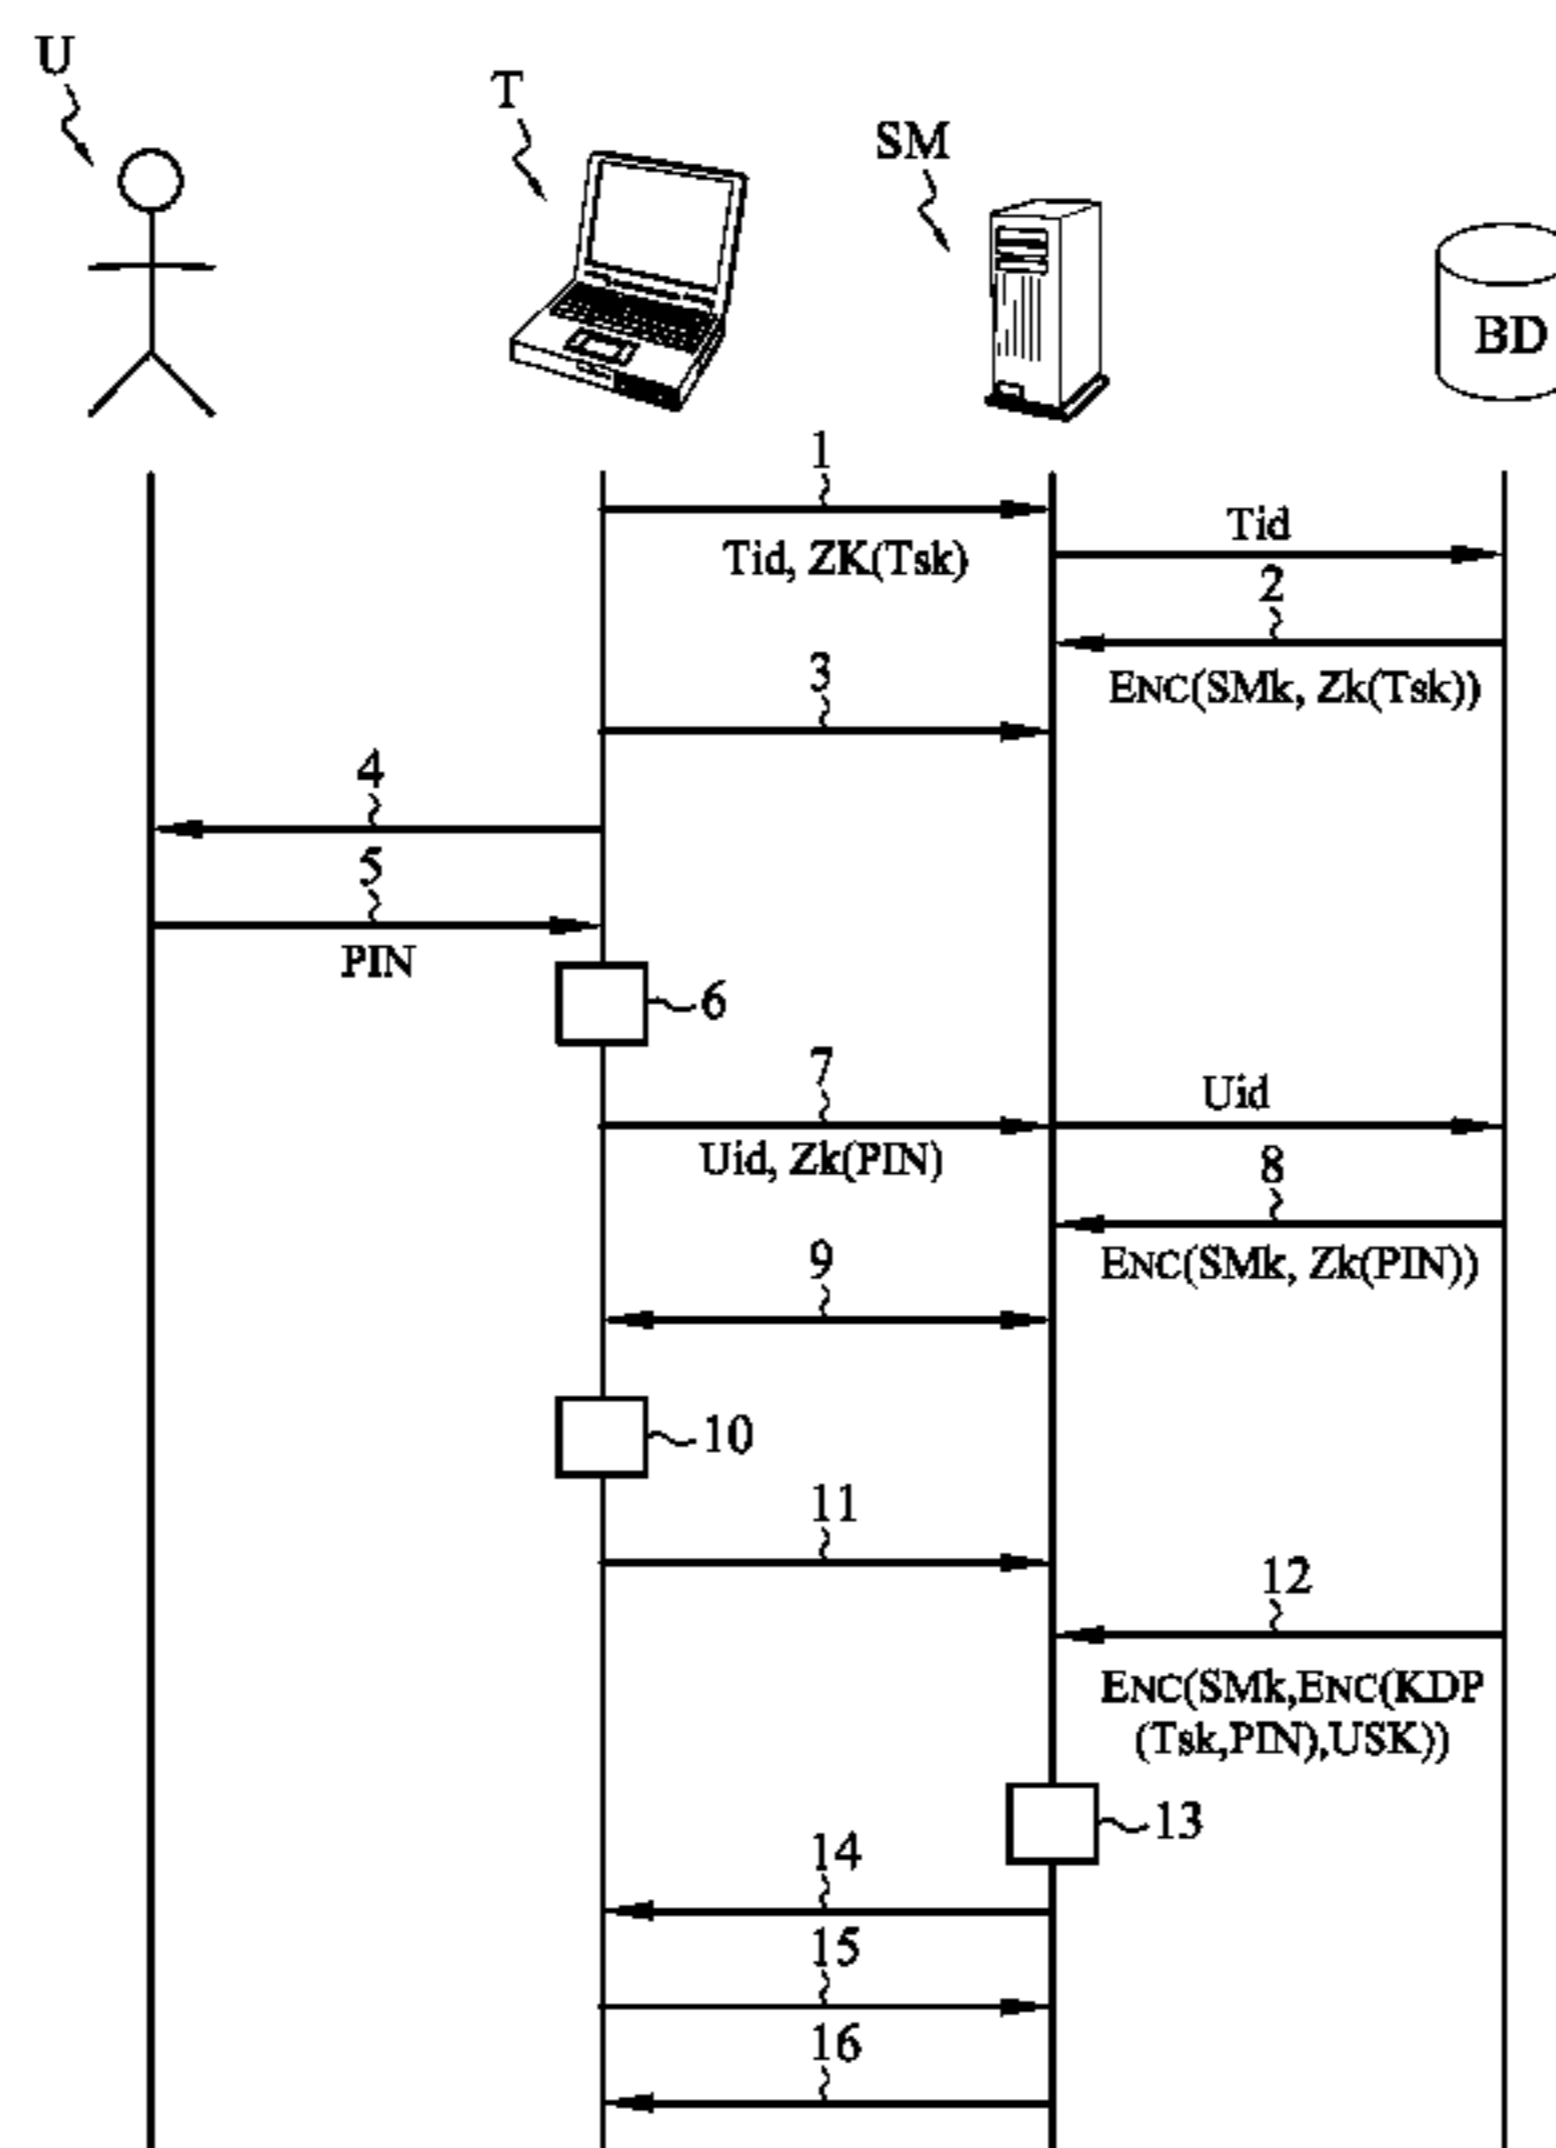 U
T
SM
BD
1
Tid, ZK(Tsk)
Tid
2
ENC(SMk, Zk(Tsk))
3
4
5
PIN
6
7
Uid, Zk(PIN)
Uid
8
ENC(SMk, Zk(PIN))
9
10
11
12
ENC(SMk,ENC(KDP
(Tsk,PIN),USK))
13
14
15
16